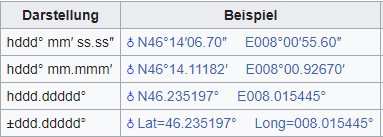 Darstellung Beispiel
hddd° mm′ ss.ss″ N46°14′06.70″ E008°00′55.60″
hddd° mm.mmm′ N46°14.11182′ E008°00.92670′
hddd.ddddd° N46.235197° E008.015445°
±ddd.ddddd° Lat=46.235197° Long=008.015445°